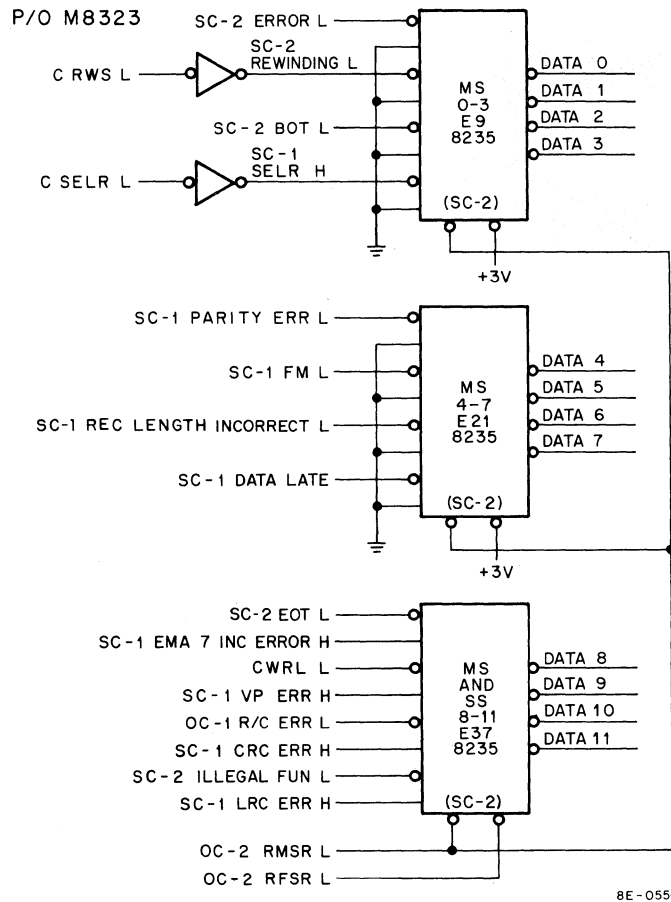 P/O M8323
SC-2 ERROR L
SC-2
REWINDING L
C RWS L
SC-2 BOT L
SC-1
SELR H
C SELR L
MS
0-3
E9
8235
(SC-2)
DATA 0
DATA 1
DATA 2
DATA 3
+3V
SC-1 PARITY ERR L
SC-1 FM L
SC-1 REC LENGTH INCORRECT L
SC-1 DATA LATE
MS
4-7
E21
8235
(SC-2)
DATA 4
DATA 5
DATA 6
DATA 7
+3V
SC-2 EOT L
SC-1 EMA 7 INC ERROR H
CWRL L
SC-1 VP ERR H
OC-1 R/C ERR L
SC-1 CRC ERR H
SC-2 ILLEGAL FUN L
SC-1 LRC ERR H
MS
AND
SS
8-11
E37
8235
(SC-2)
DATA 8
DATA 9
DATA 10
DATA 11
OC-2 RMSR L
OC-2 RFSR L
8E-055